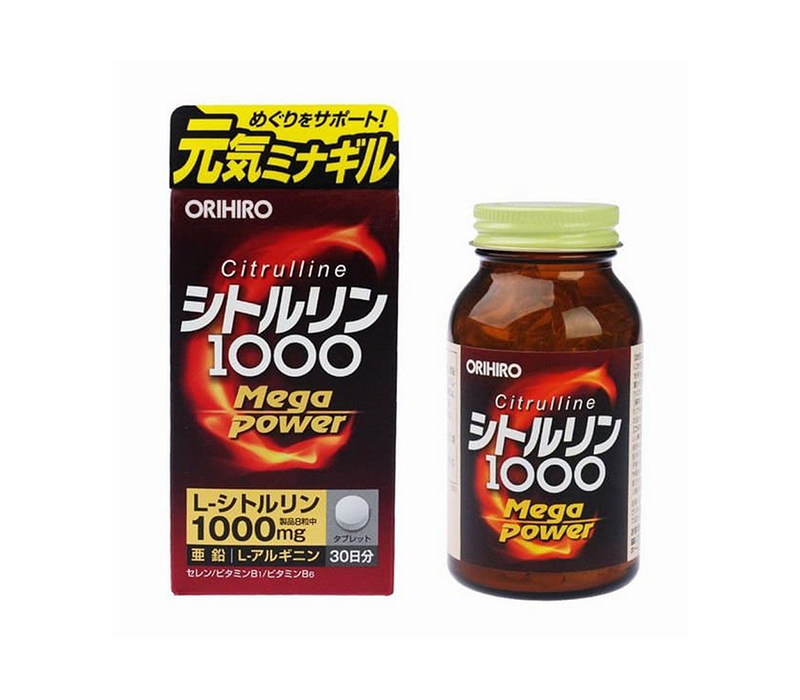 めぐりをサポート!
元気ミナギル
ORIHIRO
Citrulline
シトルリン
1000
Mega
power
L-シトルリン
1000mg 製品8粒中
タブレット
亜鉛 L-アルギニン 30日分
セレン/ビタミンB1/ビタミンB6
ORIHIRO
Citrulline
シトルリン
1000
Mega
power